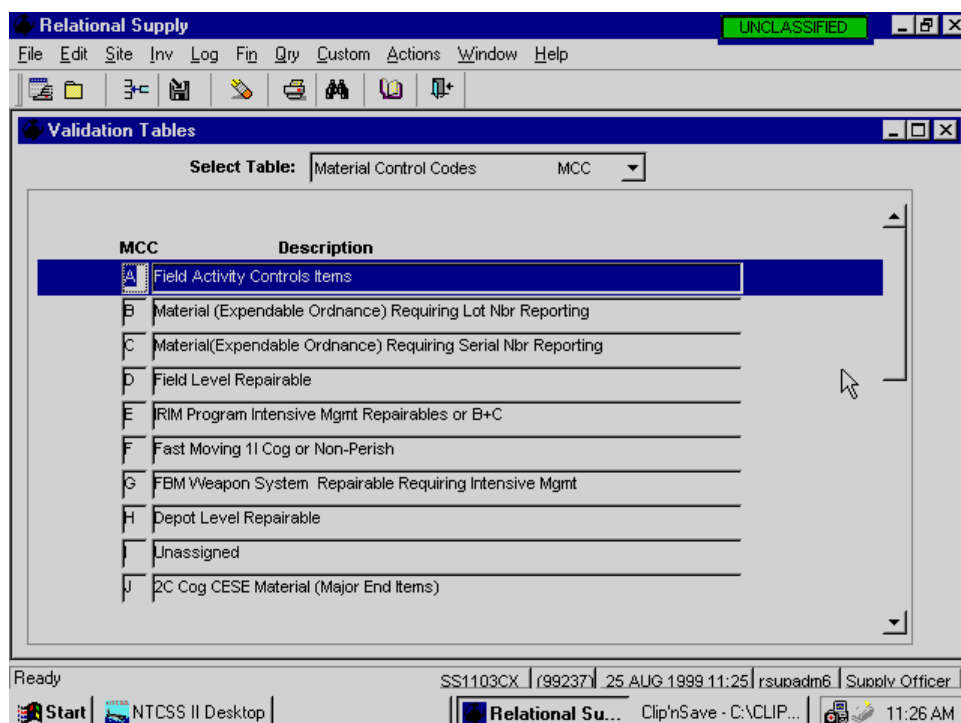 Relational Supply UNCLASSIFIED
File Edit Site Inv Log Fin Qry Custom Actions Window Help
Validation Tables
Select Table: Material Control Codes MCC
MCC Description
A Field Activity Controls Items
B Material (Expendable Ordnance) Requiring Lot Nbr Reporting
C Material(Expendable Ordnance) Requiring Serial Nbr Reporting
D Field Level Repairable
E IRIM Program Intensive Mgmt Repairables or B+C
F Fast Moving 1I Cog or Non-Perish
G FBM Weapon System Repairable Requiring Intensive Mgmt
H Depot Level Repairable
I Unassigned
J 2C Cog CESE Material (Major End Items)
Ready SS1103CX (99237) 25 AUG 1999 11:25 rsupadm6 Supply Officer
Start NTCSS II Desktop Relational Su... Clip'nSave - C:\CLIP... 11:26 AM